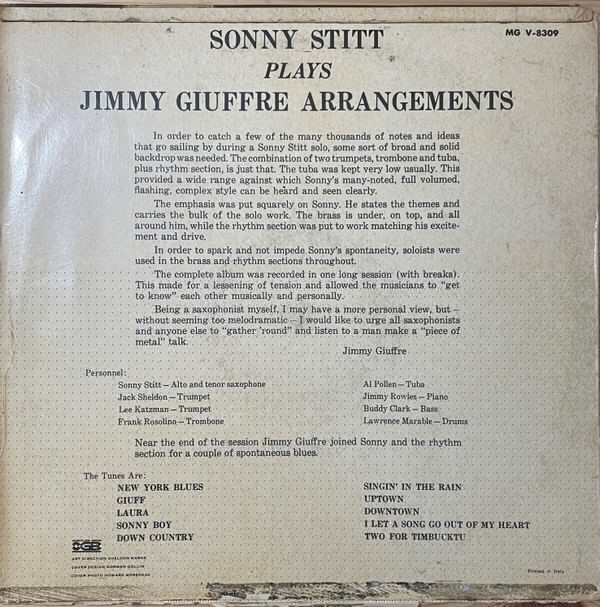 MG V-8309
SONNY STITT
PLAYS
JIMMY GIUFFRE ARRANGEMENTS
In order to catch a few of the many thousands of notes and ideas
that go sailing by during a Sonny Stitt solo, some sort of broad and solid
backdrop was needed. The combination of two trumpets, trombone and tuba,
plus rhythm section, is just that. The tuba was kept very low usually. This
provided a wide range against which Sonny's many-noted, full volumed,
flashing, complex style can be heard and seen clearly.
The emphasis was put squarely on Sonny. He states the themes and
carries the bulk of the solo work. The brass is under, on top, and all
around him, while the rhythm section was put to work matching his excite-
ment and drive.
In order to spark and not impede Sonny's spontaneity, soloists were
used in the brass and rhythm sections throughout.
The complete album was recorded in one long session (with breaks).
This made for a lessening of tension and allowed the musicians to "get
to know" each other musically and personally.
Being a saxophonist myself, I may have a more personal view, but –
without seeming too melodramatic – I would like to urge all saxophonists
and anyone else to "gather 'round" and listen to a man make a "piece of
metal" talk.
Jimmy Giuffre
Personnel:
Sonny Stitt – Alto and tenor saxophone
Jack Sheldon – Trumpet
Lee Katzman – Trumpet
Frank Rosolino – Trombone
Al Pollen – Tuba
Jimmy Rowles – Piano
Buddy Clark – Bass
Lawrence Marable – Drums
Near the end of the session Jimmy Giuffre joined Sonny and the rhythm
section for a couple of spontaneous blues.
The Tunes Are:
NEW YORK BLUES
GIUFF
LAURA
SONNY BOY
DOWN COUNTRY
SINGIN' IN THE RAIN
UPTOWN
DOWNTOWN
I LET A SONG GO OUT OF MY HEART
TWO FOR TIMBUCKTU